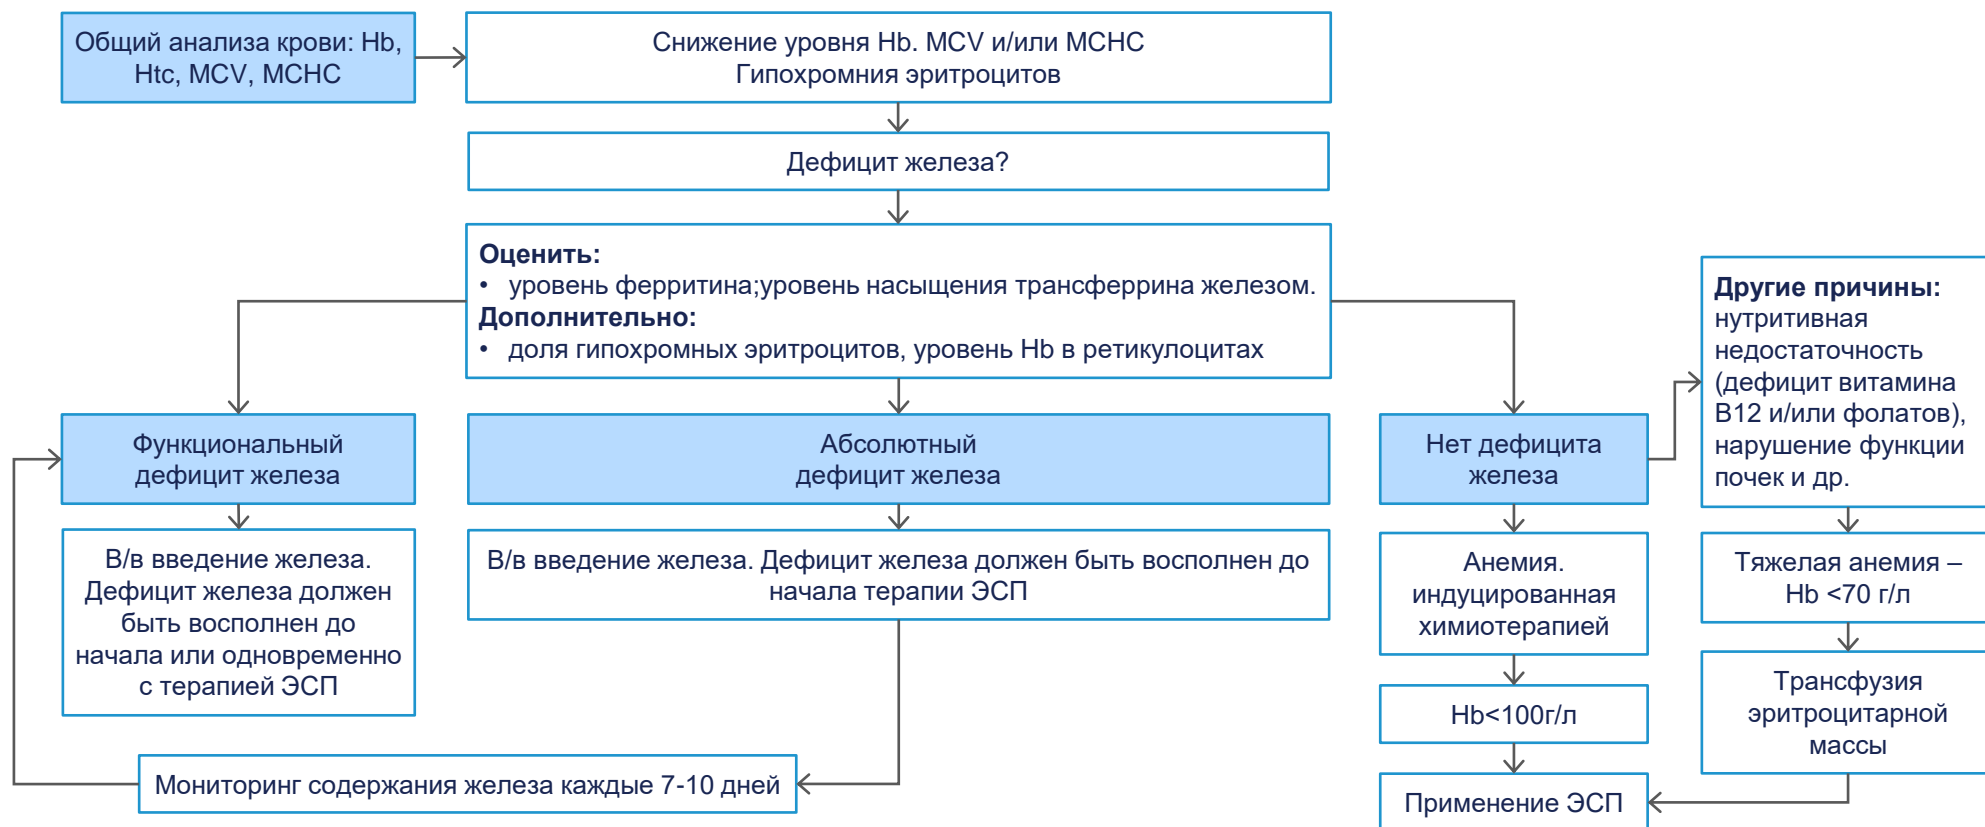 Общий анализа крови: Hb,
Htc, MCV, MCHC
Снижение уровня Hb. MCV и/или MCHC
Гипохромния эритроцитов
Дефицит железа?
Оценить:
• уровень ферритина;уровень насыщения трансферрина железом.
Дополнительно:
• доля гипохромных эритроцитов, уровень Hb в ретикулоцитах
Функциональный
дефицит железа
Абсолютный
дефицит железа
Нет дефицита
железа
Другие причины:
нутритивная
недостаточность
(дефицит витамина
B12 и/или фолатов),
нарушение функции
почек и др.
В/в введение железа.
Дефицит железа должен
быть восполнен до
начала или одновременно
с терапией ЭСП
В/в введение железа. Дефицит железа должен быть восполнен до
начала терапии ЭСП
Анемия.
индуцированная
химиотерапией
Тяжелая анемия –
Hb <70 г/л
Hb<100г/л
Трансфузия
эритроцитарной
массы
Мониторинг содержания железа каждые 7-10 дней
Применение ЭСП